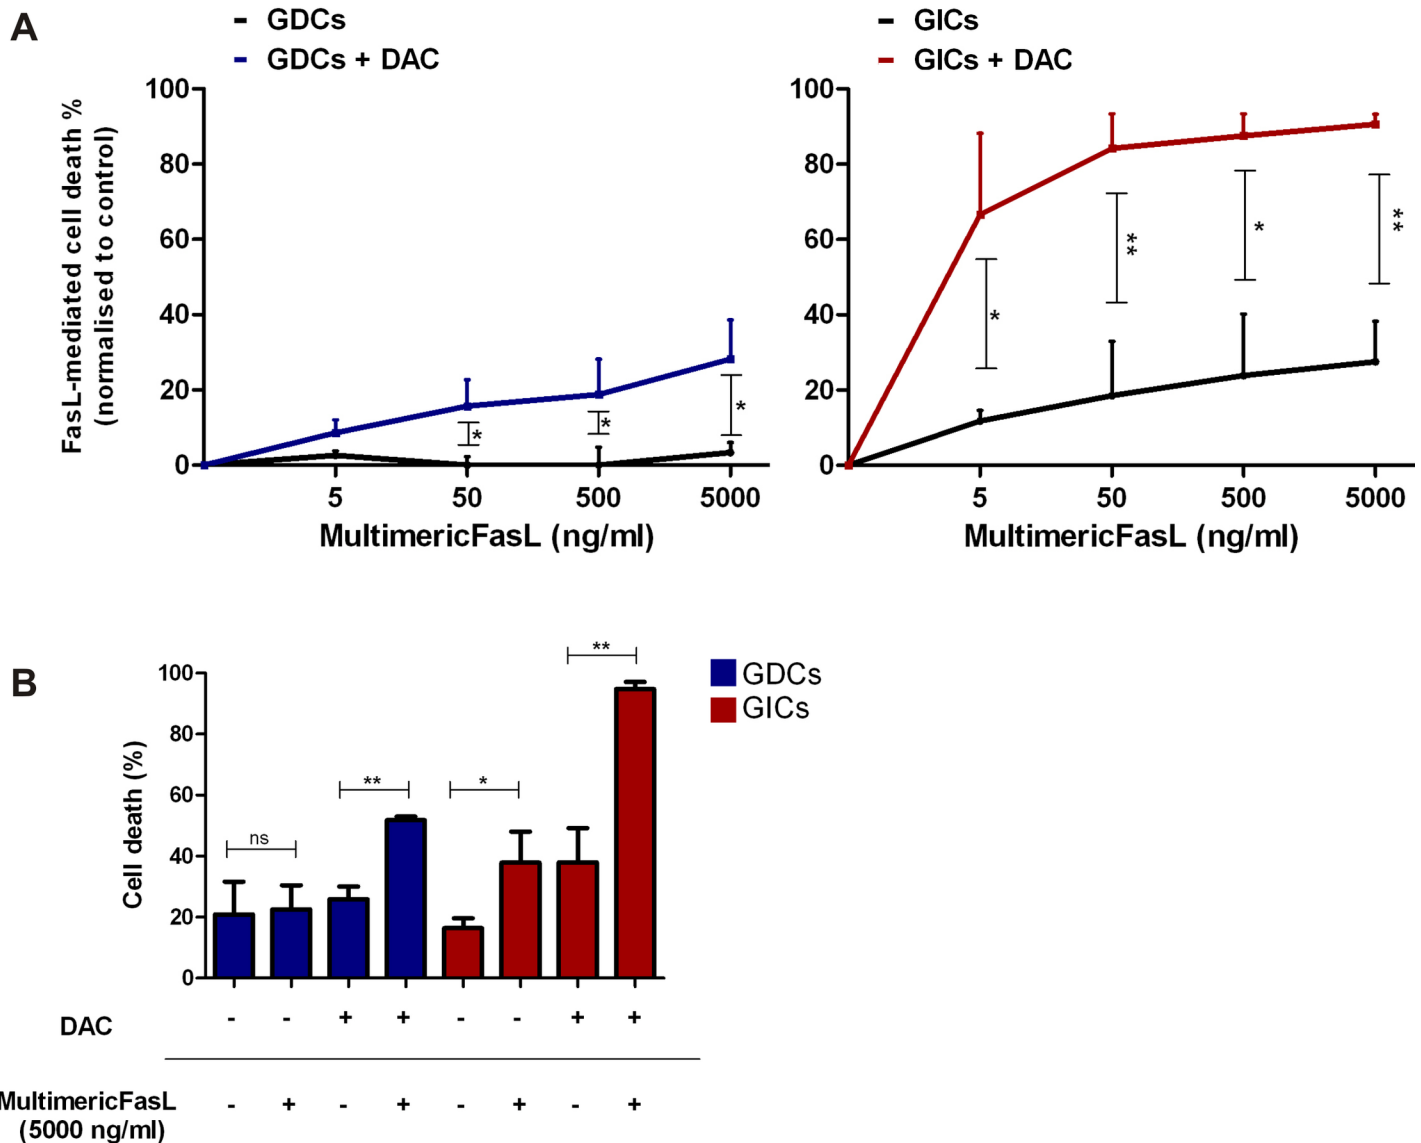 A
GDCs
GDCs + DAC
FasL-mediated cell death %
(normalised to control)
100
80
60
40
20
0
*
*
*
5 50 500 5000
MultimericFasL (ng/ml)
GICs
GICs + DAC
100
80
60
40
20
0
*
**
*
**
5 50 500 5000
MultimericFasL (ng/ml)
B
GDCs
GICs
Cell death (%)
100
80
60
40
20
0
ns
**
*
**
DAC - - + + - - + +
MultimericFasL - + - + - + - +
(5000 ng/ml)